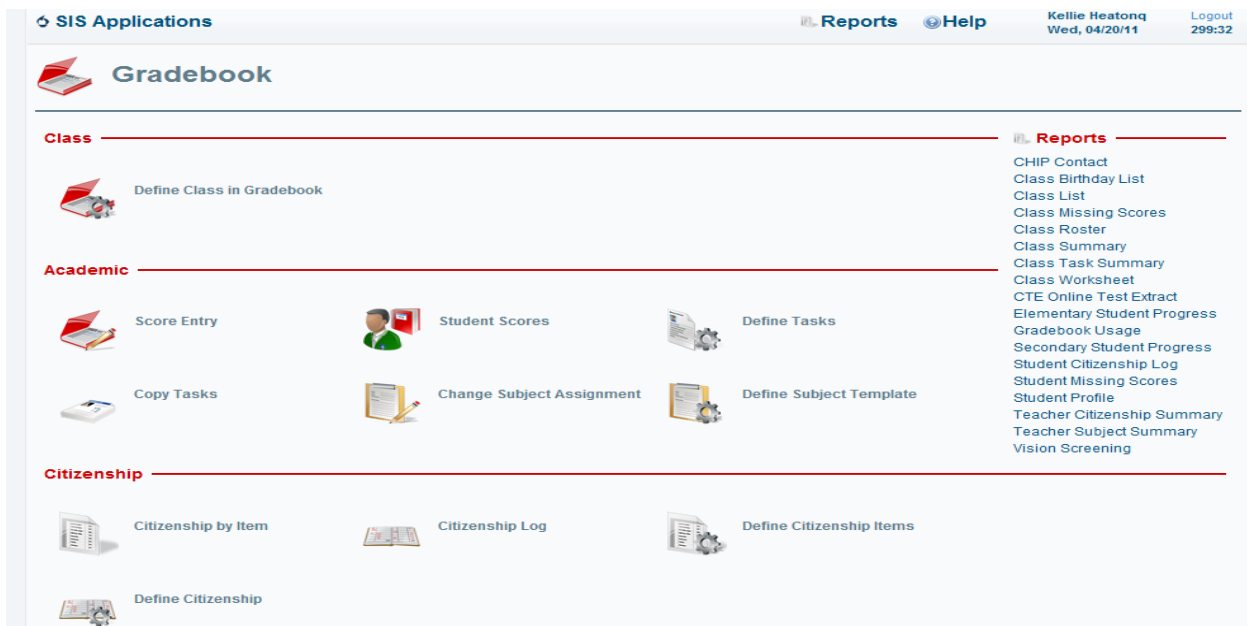 SIS Applications
Reports
Help
Kellie Heatonq
Wed, 04/20/11
Logout
299:32
Gradebook
Class
Define Class in Gradebook
Academic
Score Entry
Student Scores
Define Tasks
Copy Tasks
Change Subject Assignment
Define Subject Template
Citizenship
Citizenship by Item
Citizenship Log
Define Citizenship Items
Define Citizenship
Reports
CHIP Contact
Class Birthday List
Class List
Class Missing Scores
Class Roster
Class Summary
Class Task Summary
Class Worksheet
CTE Online Test Extract
Elementary Student Progress
Gradebook Usage
Secondary Student Progress
Student Citizenship Log
Student Missing Scores
Student Profile
Teacher Citizenship Summary
Teacher Subject Summary
Vision Screening